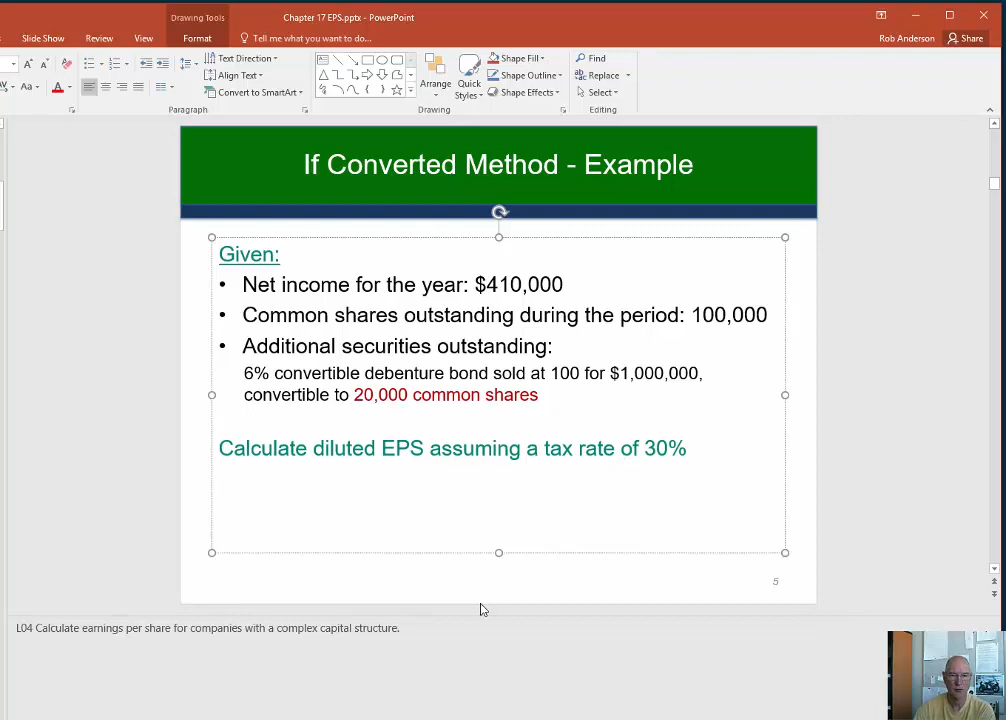 Drawing Tools
Chapter 17 EPS.pptx - PowerPoint
Slide Show Review View Format Tell me what you want to do... Rob Anderson Share
Aa
A
Text Direction
Align Text
Convert to SmartArt
Arrange
Quick Styles
Shape Fill
Shape Outline
Shape Effects
Find
Replace
Select
Paragraph Drawing Editing
If Converted Method - Example
Given:
• Net income for the year: $410,000
• Common shares outstanding during the period: 100,000
• Additional securities outstanding:
6% convertible debenture bond sold at 100 for $1,000,000,
convertible to 20,000 common shares
Calculate diluted EPS assuming a tax rate of 30%
5
L04 Calculate earnings per share for companies with a complex capital structure.